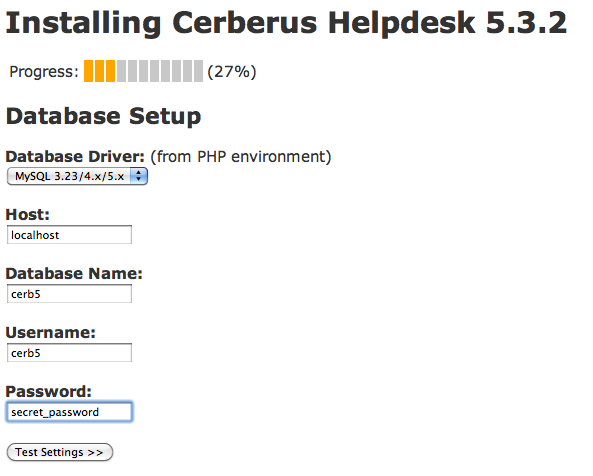 Installing Cerberus Helpdesk 5.3.2
Progress: (27%)
Database Setup
Database Driver: (from PHP environment)
MySQL 3.23/4.x/5.x
Host:
localhost
Database Name:
cerb5
Username:
cerb5
Password:
secret_password
Test Settings >>